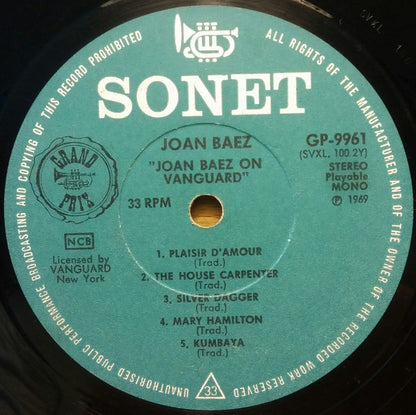 UNAUTHORISED PUBLIC PERFORMANCE BROADCASTING AND COPYING OF THIS RECORD PROHIBITED
ALL RIGHTS OF THE MANUFACTURER AND OF THE OWNER OF THE RECORDED WORK RESERVED
SONET
JOAN BAEZ
"JOAN BAEZ ON
VANGUARD"
33 RPM
GP-9961
(SVXL, 100.2Y)
STEREO
Playable
MONO
℗ 1969
GRAND
PRIX
NCB
Licensed by
VANGUARD
New York
1. PLAISIR D'AMOUR
(Trad.)
2. THE HOUSE CARPENTER
(Trad.)
3. SILVER DAGGER
(Trad.)
4. MARY HAMILTON
(Trad.)
5. KUMBAYA
(Trad.)
33